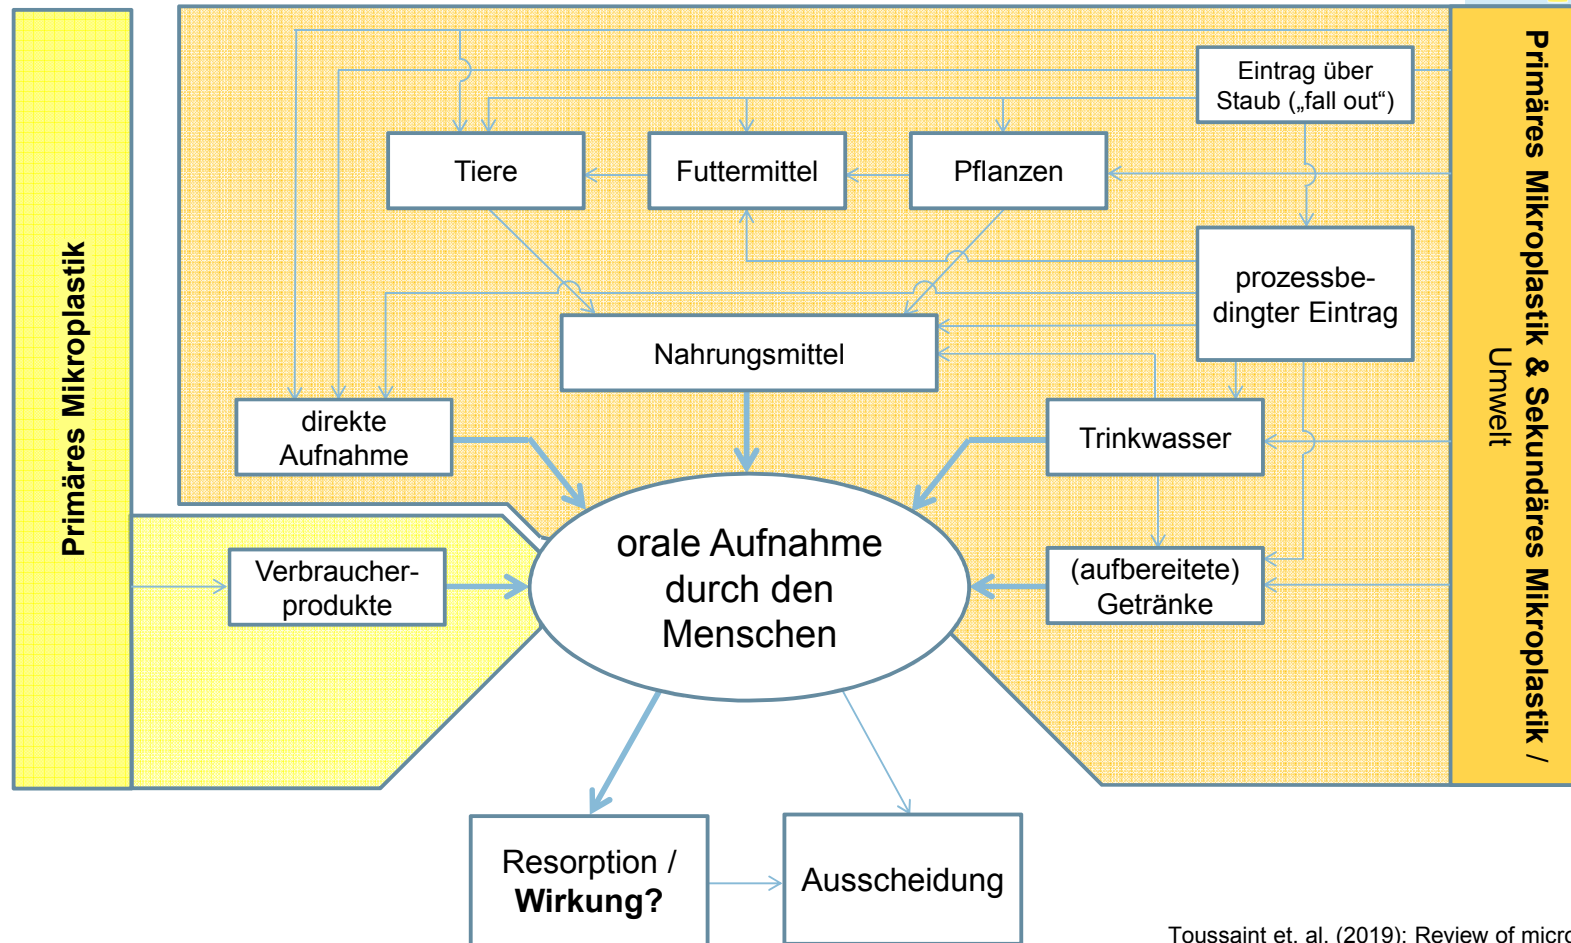 Primäres Mikroplastik
Primäres Mikroplastik & Sekundäres Mikroplastik /
Umwelt
Eintrag über
Staub („fall out“)
Tiere
Futtermittel
Pflanzen
prozessbe-
dingter Eintrag
Nahrungsmittel
direkte
Aufnahme
Trinkwasser
Verbraucher-
produkte
orale Aufnahme
durch den
Menschen
(aufbereitete)
Getränke
Resorption /
Wirkung?
Ausscheidung
Toussaint et. al. (2019): Review of micro